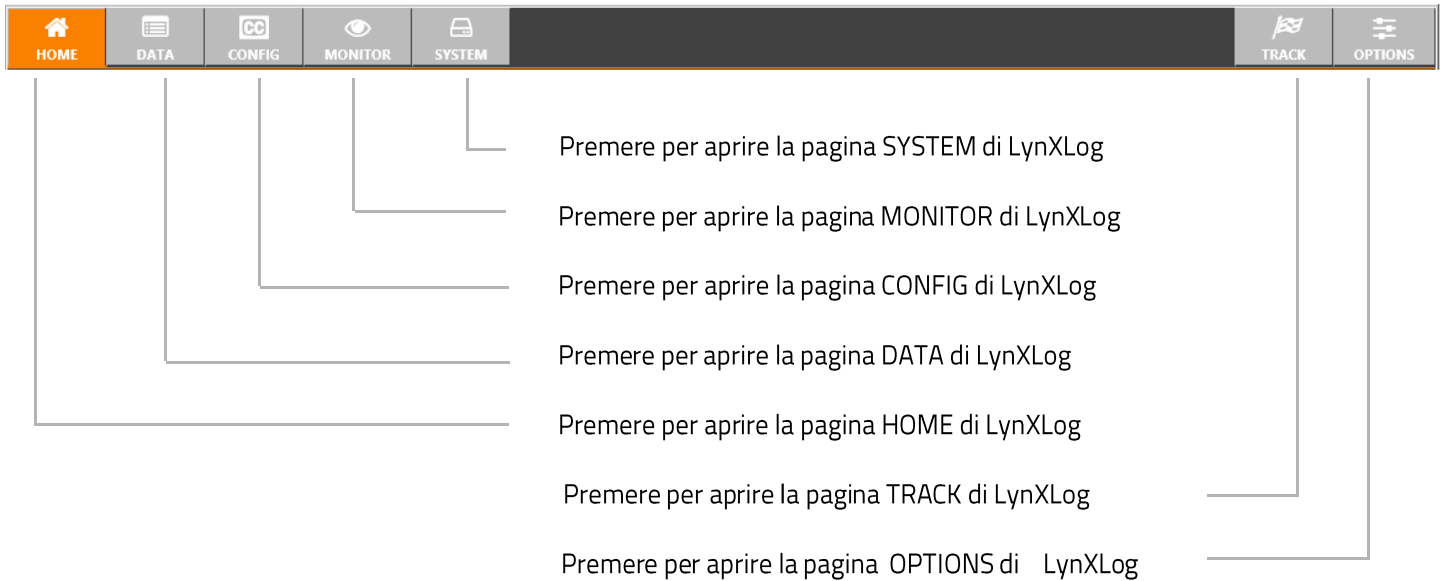 HOME DATA CONFIG MONITOR SYSTEM TRACK OPTIONS
Premere per aprire la pagina SYSTEM di LynXLog
Premere per aprire la pagina MONITOR di LynXLog
Premere per aprire la pagina CONFIG di LynXLog
Premere per aprire la pagina DATA di LynXLog
Premere per aprire la pagina HOME di LynXLog
Premere per aprire la pagina TRACK di LynXLog
Premere per aprire la pagina OPTIONS di LynXLog